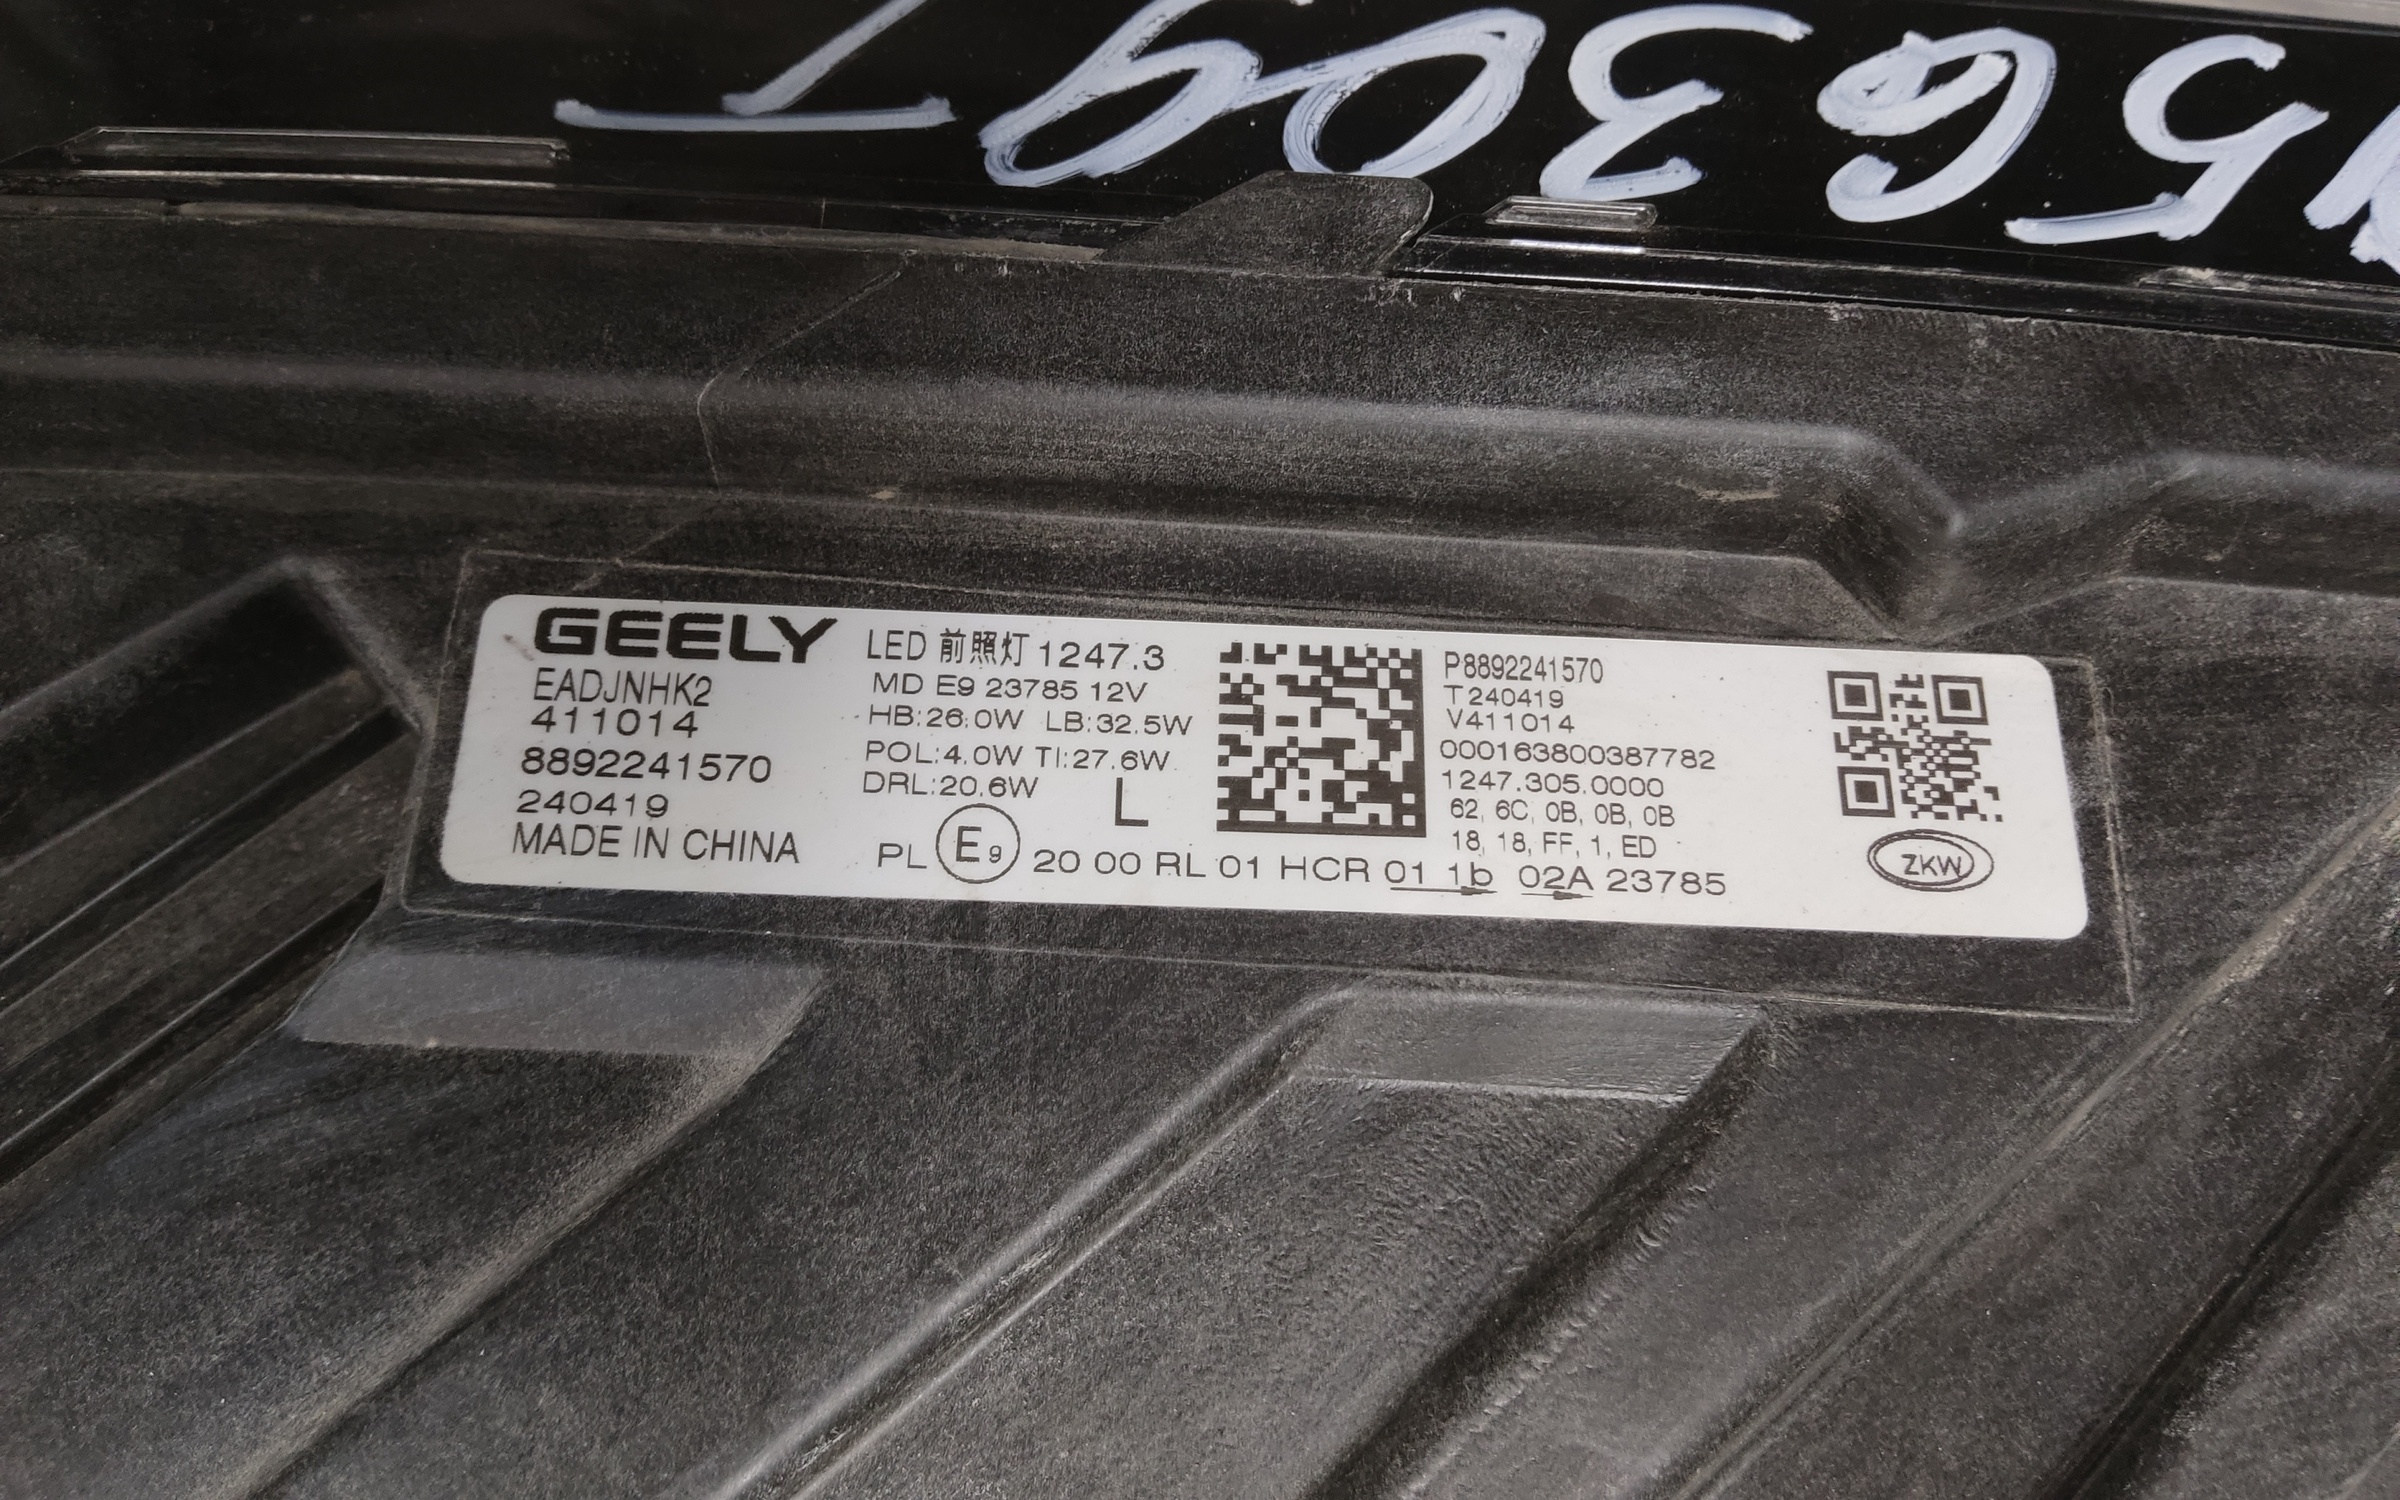 GEELY
EADJNHK2
411014
8892241570
240419
MADE IN CHINA
LED 前照灯 1247.3
MD E9 23785 12V
HB:26.0W LB:32.5W
POL:4.0W TI:27.6W
DRL:20.6W
L
PL E9 20 00 RL 01 HCR 01 1b 02A 23785
P8892241570
T240419
V411014
000163800387782
1247.305.0000
62, 6C, 0B, 0B, 0B
18, 18, FF, 1, ED
ZKW